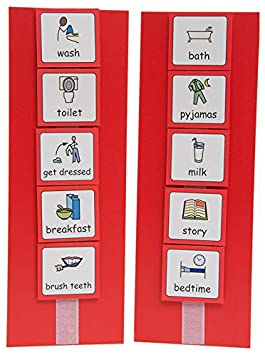 wash
toilet
get dressed
breakfast
brush teeth
bath
pyjamas
milk
story
bedtime